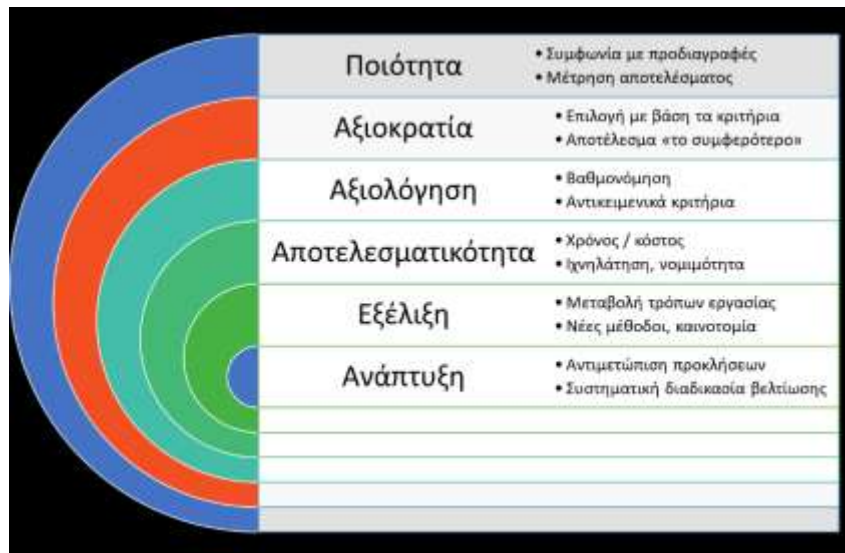 Ποιότητα
• Συμφωνία με προδιαγραφές
• Μέτρηση αποτελέσματος
Αξιοκρατία
• Επιλογή με βάση τα κριτήρια
• Αποτέλεσμα «το συμφερότερο»
Αξιολόγηση
• Βαθμονόμηση
• Αντικειμενικά κριτήρια
Αποτελεσματικότητα
• Χρόνος / κόστος
• Ιχνηλάτηση, νομιμότητα
Εξέλιξη
• Μεταβολή τρόπων εργασίας
• Νέες μέθοδοι, καινοτομία
Ανάπτυξη
• Αντιμετώπιση προκλήσεων
• Συστηματική διαδικασία βελτίωσης